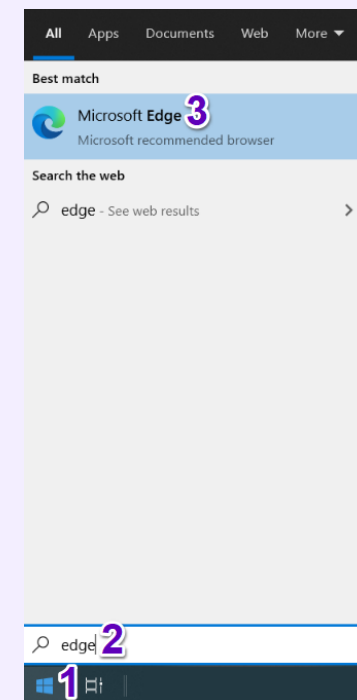 All Apps Documents Web More
Best match
Microsoft Edge 3
Microsoft recommended browser
Search the web
edge - See web results
edge 2
1